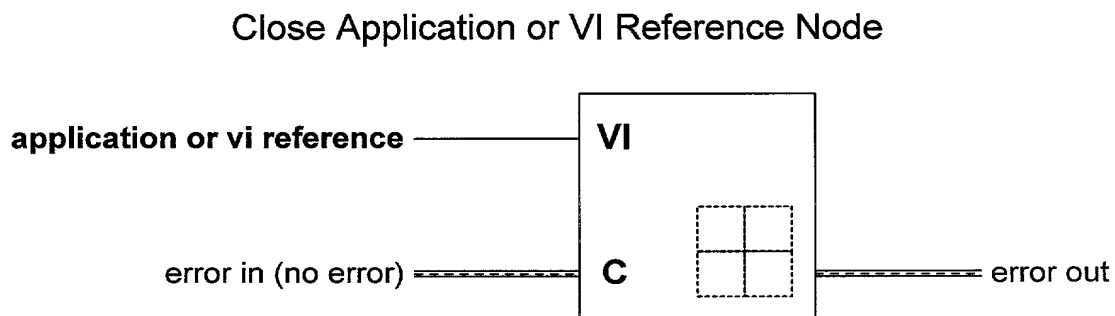 Close Application or VI Reference Node
application or vi reference
VI
error in (no error)
C
error out